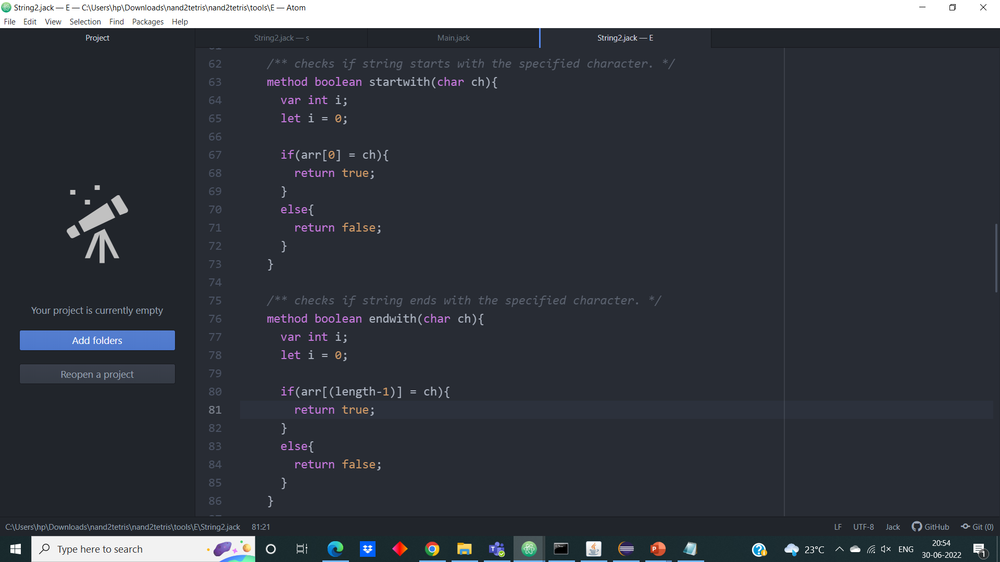 String2.jack — E — C:\Users\hp\Downloads\nand2tetris\nand2tetris\tools\E — Atom
File Edit View Selection Find Packages Help
Project
String2.jack — s
Main.jack
String2.jack — E
62 /** checks if string starts with the specified character. */
63 method boolean startwith(char ch){
64 var int i;
65 let i = 0;
66
67 if(arr[0] = ch){
68 return true;
69 }
70 else{
71 return false;
72 }
73 }
74
75 /** checks if string ends with the specified character. */
76 method boolean endwith(char ch){
77 var int i;
78 let i = 0;
79
80 if(arr[(length-1)] = ch){
81 return true;
82 }
83 else{
84 return false;
85 }
86 }
Your project is currently empty
Add folders
Reopen a project
C:\Users\hp\Downloads\nand2tetris\nand2tetris\tools\E\String2.jack 81:21
LF UTF-8 Jack GitHub Git (0)
Type here to search
23°C
ENG
20:54
30-06-2022
1